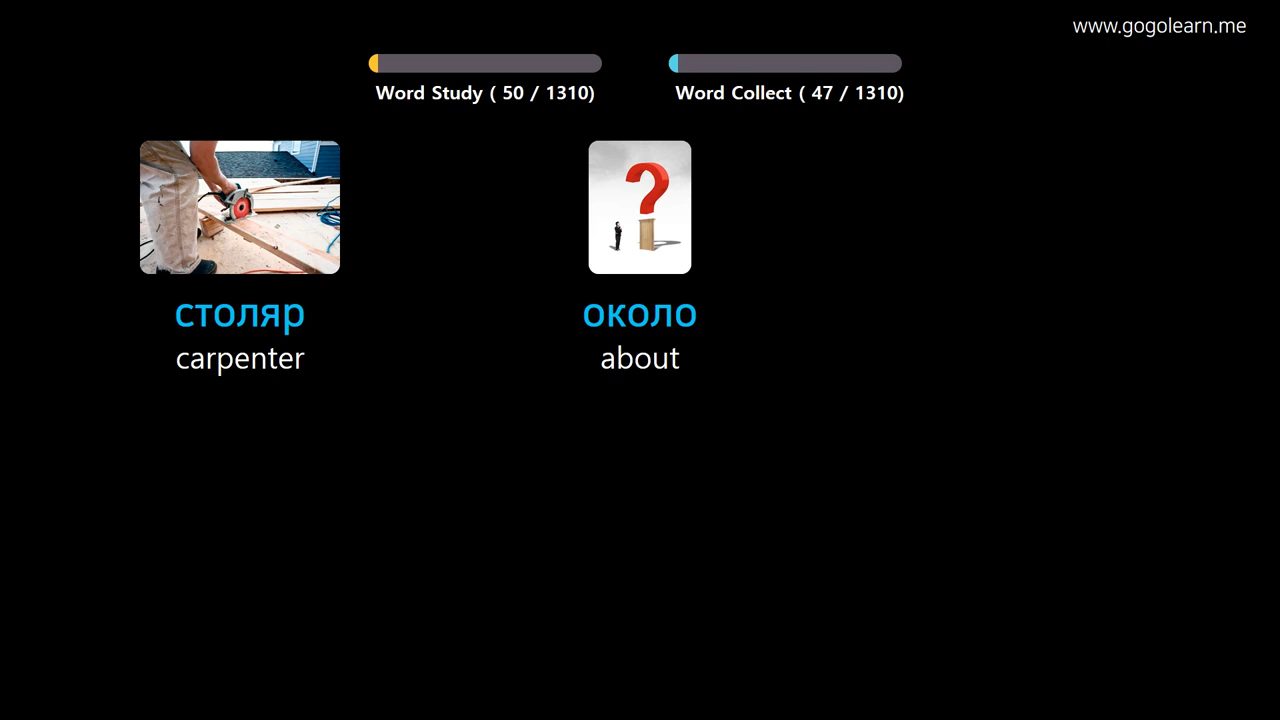 www.gogolearn.me
Word Study ( 50 / 1310)
Word Collect ( 47 / 1310)
столяр
carpenter
около
about